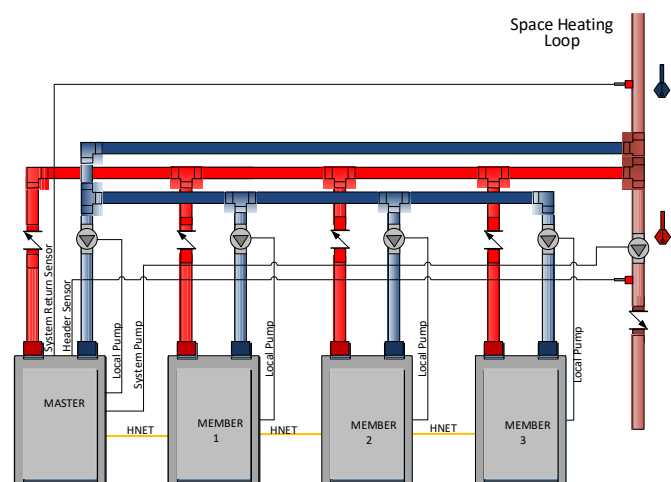 Space Heating
Loop
System Return Sensor
Header Sensor
Local Pump
System Pump
Local Pump
Local Pump
Local Pump
MASTER
MEMBER
1
MEMBER
2
MEMBER
3
HNET
HNET
HNET